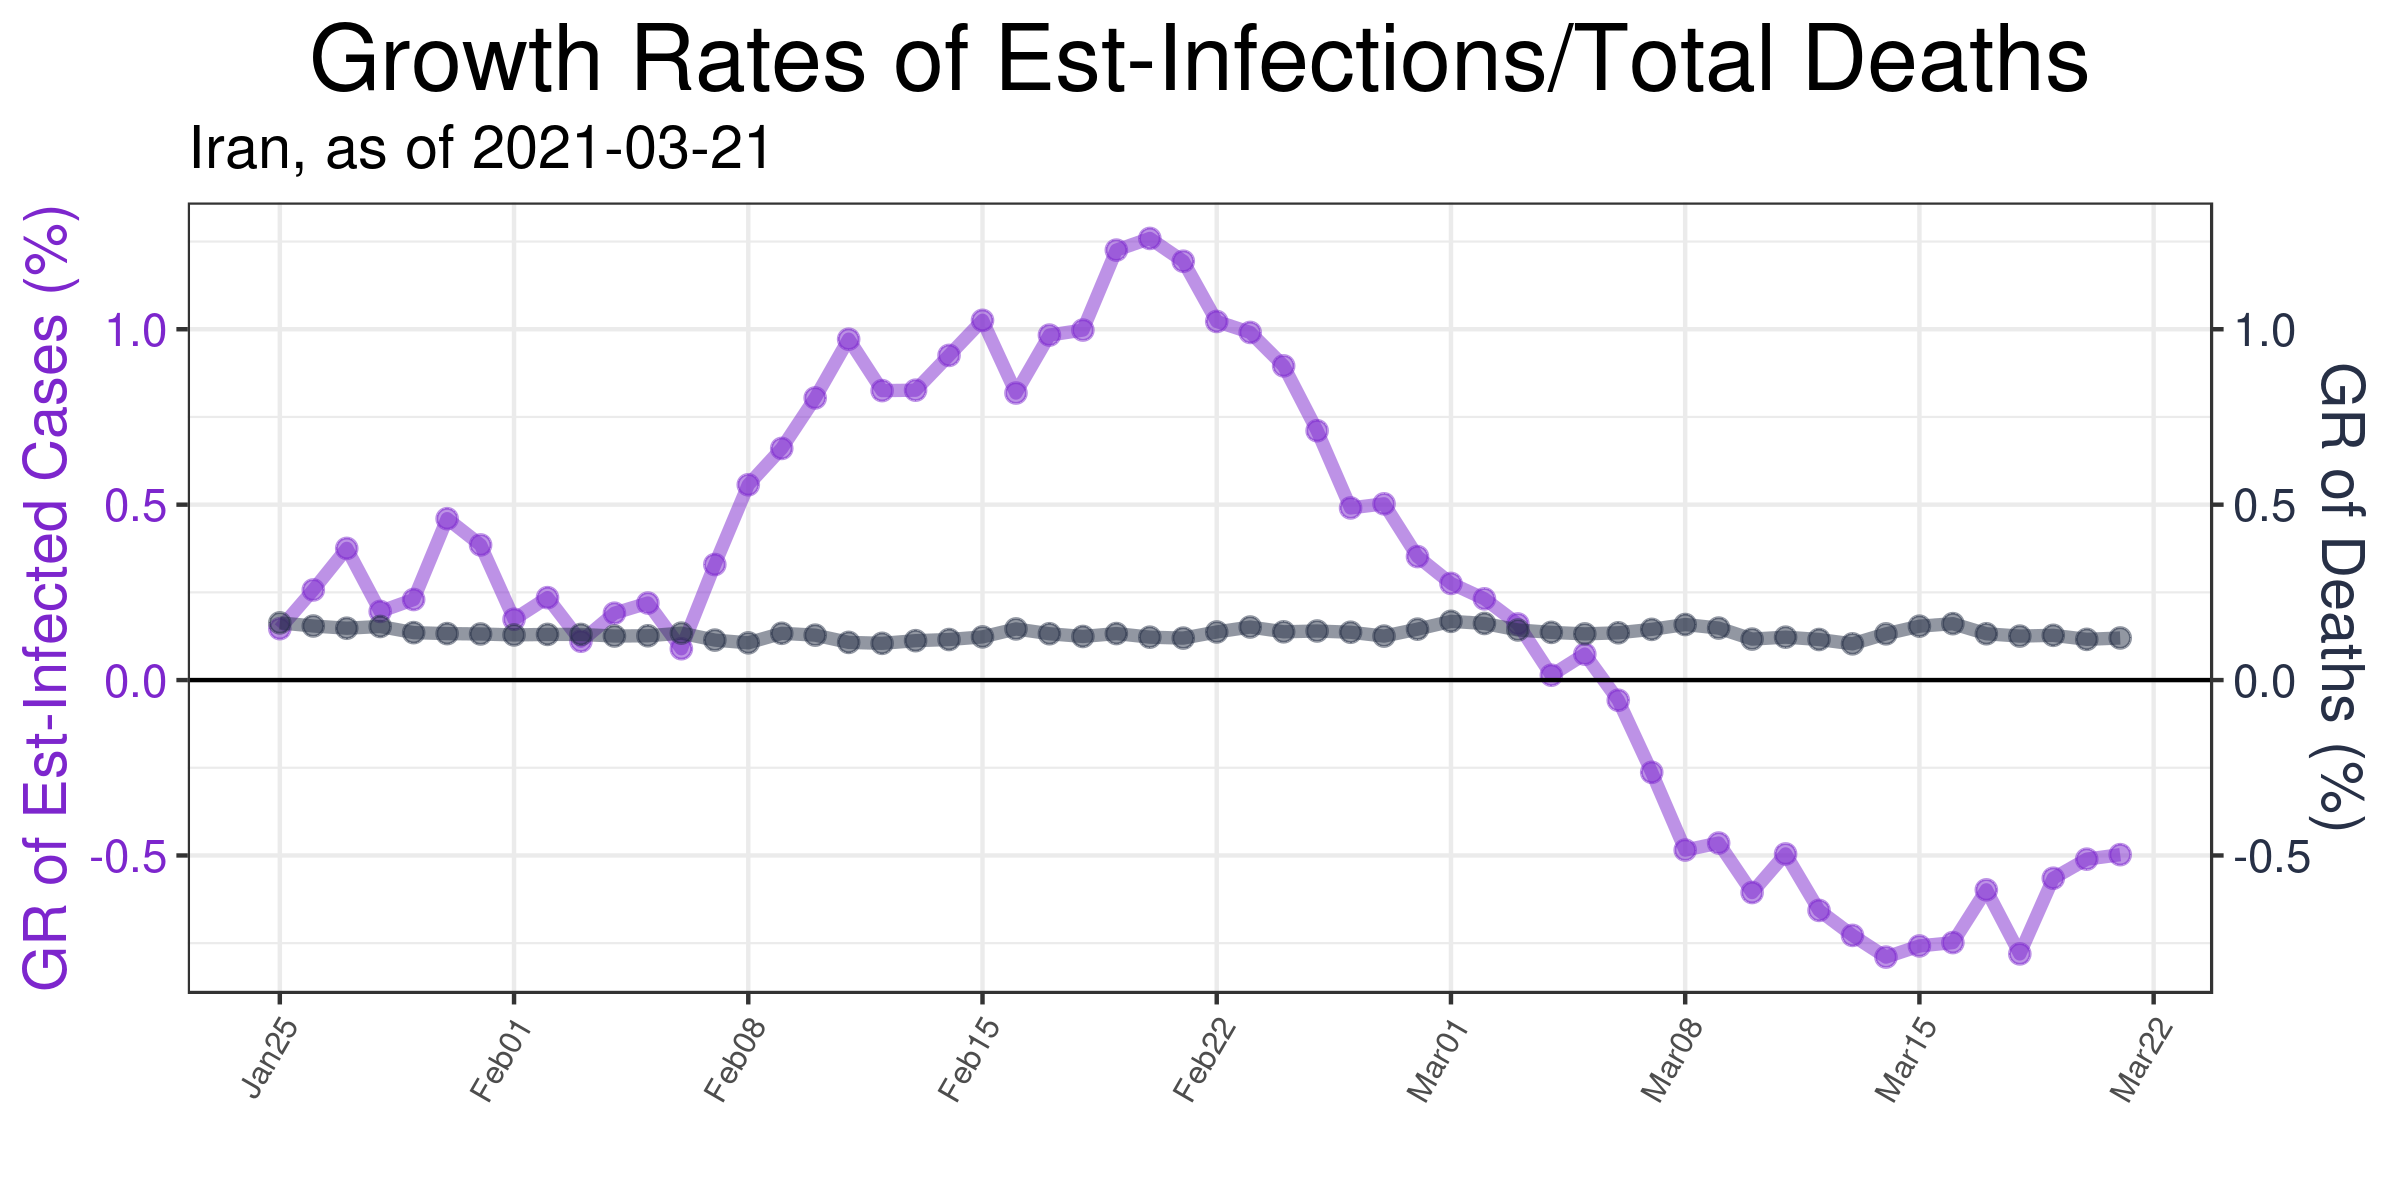 Growth Rates of Est-Infections/Total Deaths
Iran, as of 2021-03-21
GR of Est-Infected Cases (%)
1.0
0.5
0.0
-0.5
1.0
0.5
0.0
-0.5
GR of Deaths (%)
Jan25
Feb01
Feb08
Feb15
Feb22
Mar01
Mar08
Mar15
Mar22